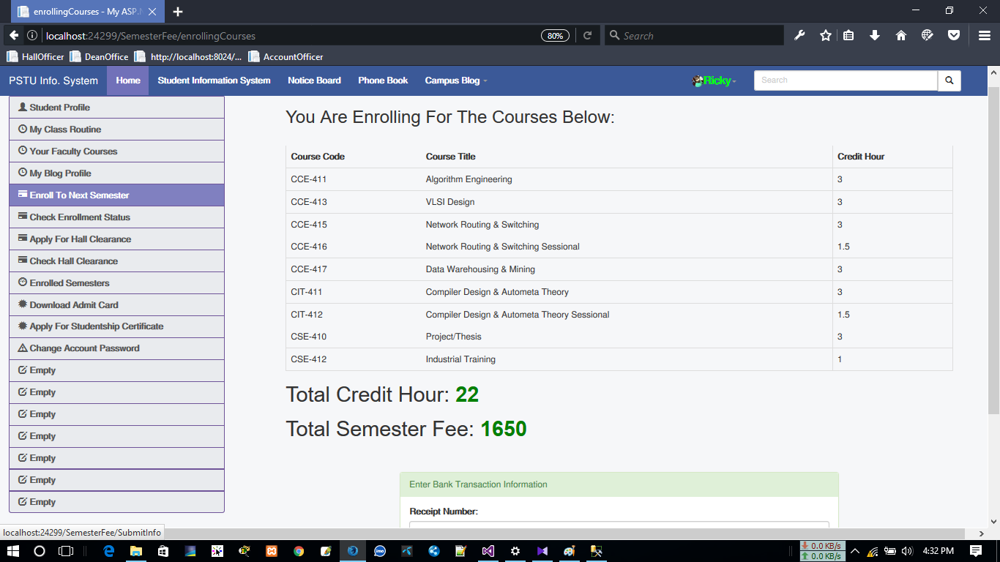 enrollingCourses - My ASP.N
localhost:24299/SemesterFee/enrollingCourses
80%
Search
HallOfficer
DeanOffice
http://localhost:8024/...
AccountOfficer
PSTU Info. System
Home
Student Information System
Notice Board
Phone Book
Campus Blog
Ricky
Search
Student Profile
My Class Routine
Your Faculty Courses
My Blog Profile
Enroll To Next Semester
Check Enrollment Status
Apply For Hall Clearance
Check Hall Clearance
Enrolled Semesters
Download Admit Card
Apply For Studentship Certificate
Change Account Password
Empty
Empty
Empty
Empty
Empty
Empty
Empty
You Are Enrolling For The Courses Below:
Course Code Course Title Credit Hour
CCE-411 Algorithm Engineering 3
CCE-413 VLSI Design 3
CCE-415 Network Routing & Switching 3
CCE-416 Network Routing & Switching Sessional 1.5
CCE-417 Data Warehousing & Mining 3
CIT-411 Compiler Design & Autometa Theory 3
CIT-412 Compiler Design & Autometa Theory Sessional 1.5
CSE-410 Project/Thesis 3
CSE-412 Industrial Training 1
Total Credit Hour: 22
Total Semester Fee: 1650
Enter Bank Transaction Information
Receipt Number:
localhost:24299/SemesterFee/SubmitInfo
imo
0.0 KB/s
0.0 KB/s
4:32 PM